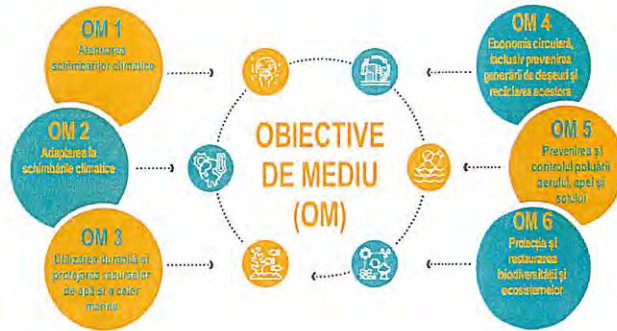 OM 1
Atenuarea
schimbărilor climatice
OM 2
Adaptarea la
schimbările climatice
OM 3
Utilizarea durabilă și
protejarea resurselor
de apă și a celor
marine
OBIECTIVE
DE MEDIU
(OM)
OM 4
Economia circulară,
inclusiv prevenirea
generării de deșeuri și
reciclarea acestora
OM 5
Prevenirea și
controlul poluării
aerului, apei și
solului
OM 6
Protecția și
restaurarea
biodiversității și
ecosistemelor